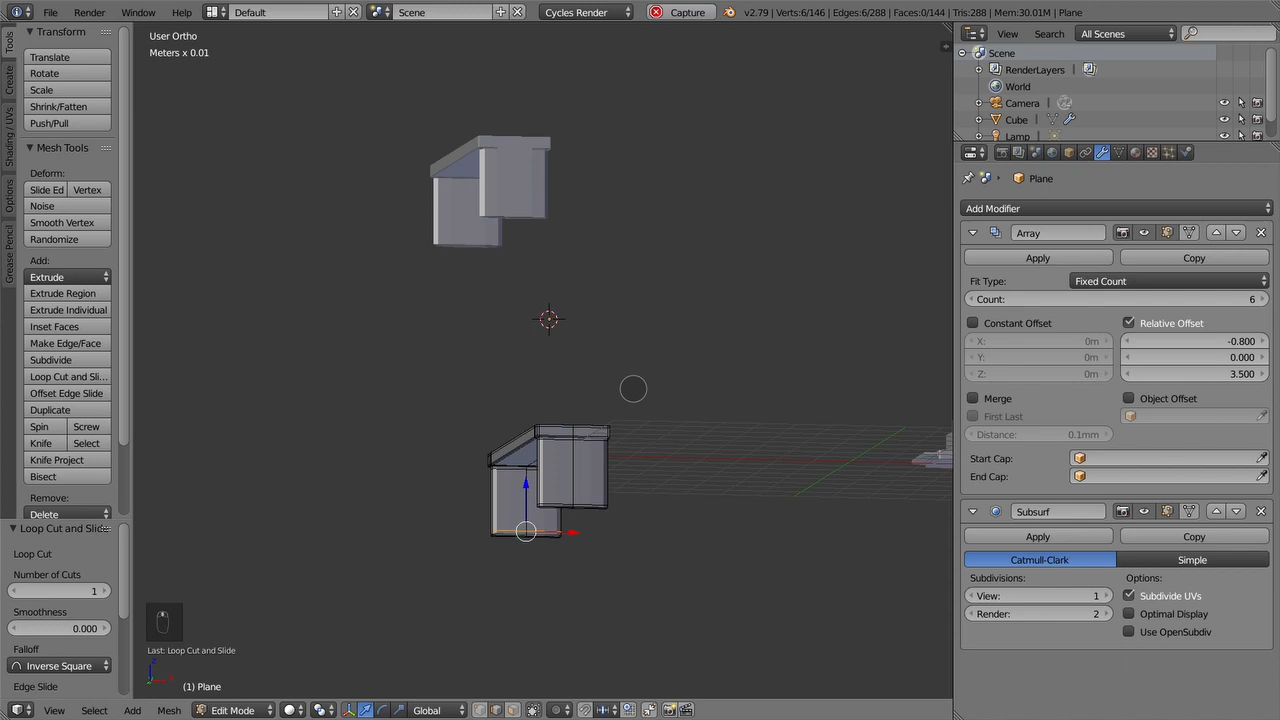 File Render Window Help Default Scene Cycles Render Capture v2.79 | Verts:6/146 | Edges:6/288 | Faces:0/144 | Tris:288 | Mem:30.01M | Plane
Tools
Create
Shading / UVs
Options
Grease Pencil
Transform
Translate
Rotate
Scale
Shrink/Fatten
Push/Pull
Mesh Tools
Deform:
Slide Ed Vertex
Noise
Smooth Vertex
Randomize
Add:
Extrude
Extrude Region
Extrude Individual
Inset Faces
Make Edge/Face
Subdivide
Loop Cut and Sli...
Offset Edge Slide
Duplicate
Spin Screw
Knife Select
Knife Project
Bisect
Remove:
Delete
Loop Cut and Slide
Loop Cut
Number of Cuts
1
Smoothness
0.000
Falloff
Inverse Square
Edge Slide
User Ortho
Meters x 0.01
Last: Loop Cut and Slide
z
x
(1) Plane
View Select Add Mesh Edit Mode Global
View Search All Scenes
Scene
RenderLayers
World
Camera
Cube
Lamp
Plane
Add Modifier
Array
Apply Copy
Fit Type: Fixed Count
Count: 6
Constant Offset Relative Offset
X: 0m -0.800
Y: 0m 0.000
Z: 0m 3.500
Merge Object Offset
First Last
Distance: 0.1mm
Start Cap:
End Cap:
Subsurf
Apply Copy
Catmull-Clark Simple
Subdivisions: Options:
View: 1 Subdivide UVs
Render: 2 Optimal Display
Use OpenSubdiv